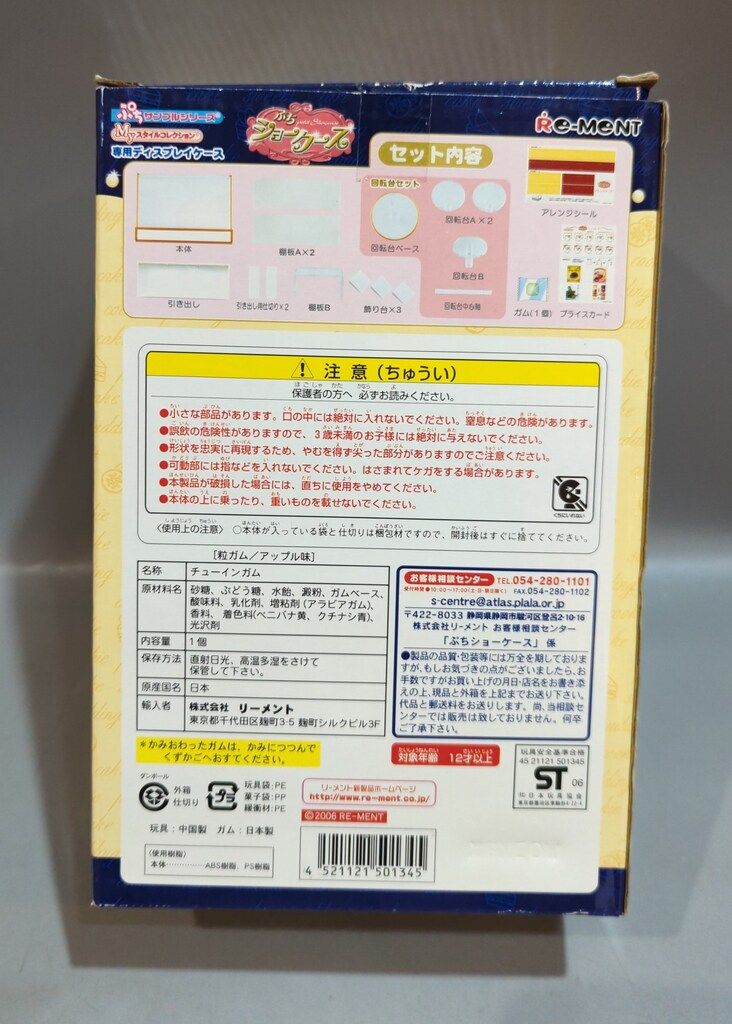 ぷちサンプルシリーズ
Myスタイルコレクション
専用ディスプレイケース
ぷち
ショーケース
Re-MENT
セット内容
本体
棚板A×2
回転台セット
回転台ベース
回転台A×2
回転台B
回転台中心軸
アレンジシール
引き出し
引き出し用仕切り×2
棚板B
飾り台×3
ガム(1個)
プライスカード
注意(ちゅうい)
保護者の方へ 必ずお読みください。
●小さな部品があります。口の中には絶対に入れないでください。窒息などの危険があります。
●誤飲の危険性がありますので、3歳未満のお子様には絶対に与えないでください。
●形状を忠実に再現するため、やむを得ず尖った部分がありますのでご注意ください。
●可動部には指などを入れないでください。はさまれてケガをする場合があります。
●本製品が破損した場合には、直ちに使用をやめてください。
●本体の上に乗ったり、重いものを載せないでください。
くちにいれない
〈使用上の注意〉 ○本体が入っている袋と仕切りは梱包材ですので、開封後はすぐに捨ててください。
[粒ガム/アップル味]
名称 チューインガム
原材料名 砂糖、ぶどう糖、水飴、澱粉、ガムベース、
酸味料、乳化剤、増粘剤(アラビアガム)、
香料、着色料(ベニバナ黄、クチナシ青)、
光沢剤
内容量 1個
保存方法 直射日光、高温多湿をさけて
保管して下さい。
原産国名 日本
輸入者 株式会社 リーメント
東京都千代田区麹町3-5 麹町シルクビル3F
お客様相談センター TEL.054-280-1101
受付時間●10:00〜17:00(土・日・祭日除く) FAX.054-280-1102
s-centre@atlas.plala.or.jp
〒422-8033 静岡県静岡市駿河区登呂2-10-16
株式会社リーメント お客様相談センター
「ぷちショーケース」係
●製品の品質・包装等には万全を期しておりま
すが、もしお気づきの点がございましたら、お
手数ですがお買い上げの月日・店名をお書き添
えの上、現品と外箱を上記までお送り下さい。
代品と郵送料をお送りします。尚、当相談
センターでは販売は致しておりません。何卒
ご了承下さい。
*かみおわったガムは、かみにつつんで
くずかごへおすてください。
対象年齢 12才以上
玩具安全基準合格
45 21121 501345
ST 06
(社)日本玩具協会
ダンボール
外箱
仕切り
プラ
玩具袋:PE
菓子袋:PP
緩衝材:PE
リーメント新製品ホームページ
http://www.re-ment.co.jp/
©2006 RE-MENT
玩具:中国製 ガム:日本製
(使用樹脂)
本体……………ABS樹脂、PS樹脂
4 521121 501345